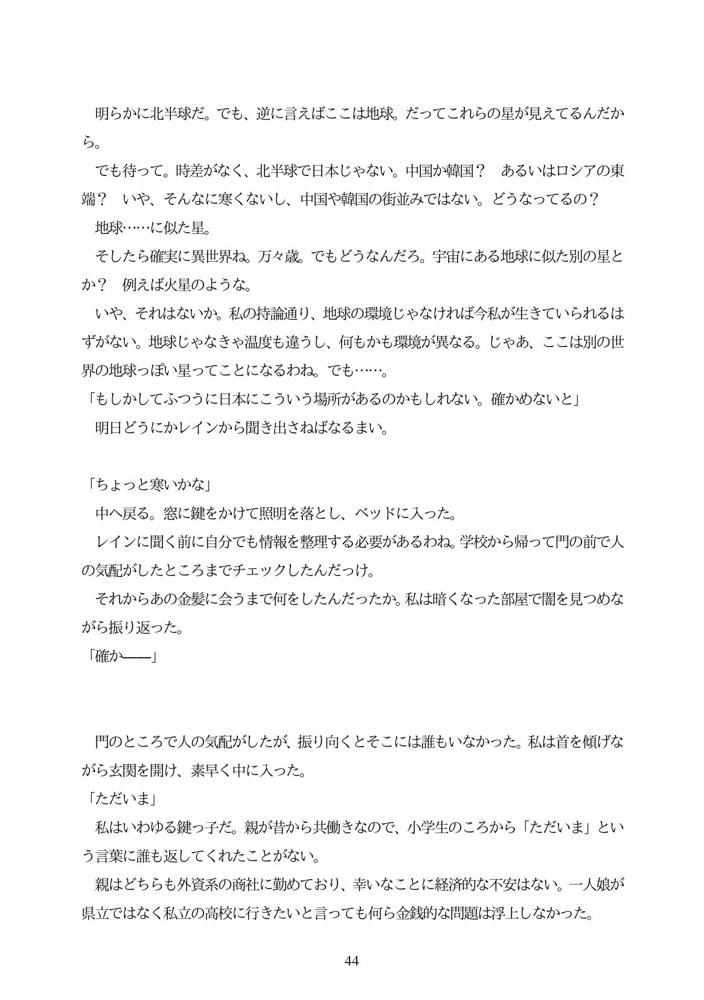 明らかに北半球だ。でも、逆に言えばここは地球。だってこれらの星が見えてるんだか
ら。
　でも待って。時差がなく、北半球で日本じゃない。中国か韓国？　あるいはロシアの東
端？　いや、そんなに寒くないし、中国や韓国の街並みではない。どうなってるの？
　地球……に似た星。
　そしたら確実に異世界ね。万々歳。でもどうなんだろ。宇宙にある地球に似た別の星と
か？　例えば火星のような。
　いや、それはないか。私の持論通り、地球の環境じゃなければ今私が生きていられるは
ずがない。地球じゃなきゃ温度も違うし、何もかも環境が異なる。じゃあ、ここは別の世
界の地球っぽい星ってことになるわね。でも……。
「もしかしてふつうに日本にこういう場所があるのかもしれない。確かめないと」
　明日どうにかレインから聞き出さねばなるまい。

「ちょっと寒いかな」
　中へ戻る。窓に鍵をかけて照明を落とし、ベッドに入った。
　レインに聞く前に自分でも情報を整理する必要があるわね。学校から帰って門の前で人
の気配がしたところまでチェックしたんだっけ。
　それからあの金髪に会うまで何をしたんだったか。私は暗くなった部屋で闇を見つめな
がら振り返った。
「確か――」

　門のところで人の気配がしたが、振り向くとそこには誰もいなかった。私は首を傾げな
がら玄関を開け、素早く中に入った。
「ただいま」
　私はいわゆる鍵っ子だ。親が昔から共働きなので、小学生のころから「ただいま」とい
う言葉に誰も返してくれたことがない。
　親はどちらも外資系の商社に勤めており、幸いなことに経済的な不安はない。一人娘が
県立ではなく私立の高校に行きたいと言っても何ら金銭的な問題は浮上しなかった。

44